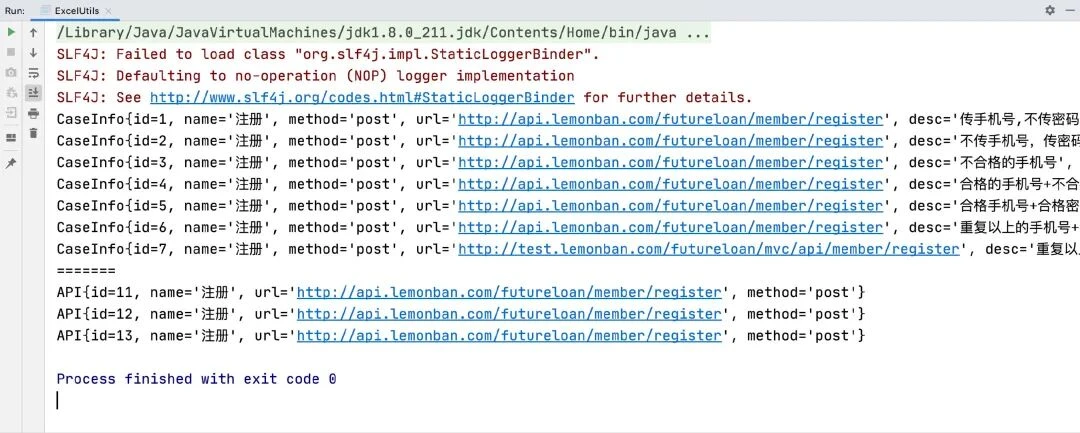 Run: ExcelUtils
/Library/Java/JavaVirtualMachines/jdk1.8.0_211.jdk/Contents/Home/bin/java ...
SLF4J: Failed to load class "org.slf4j.impl.StaticLoggerBinder".
SLF4J: Defaulting to no-operation (NOP) logger implementation
SLF4J: See http://www.slf4j.org/codes.html#StaticLoggerBinder for further details.
CaseInfo{id=1, name='注册', method='post', url='http://api.lemonban.com/futureloan/member/register', desc='传手机号,不传密码
CaseInfo{id=2, name='注册', method='post', url='http://api.lemonban.com/futureloan/member/register', desc='不传手机号，传密码
CaseInfo{id=3, name='注册', method='post', url='http://api.lemonban.com/futureloan/member/register', desc='不合格的手机号',
CaseInfo{id=4, name='注册', method='post', url='http://api.lemonban.com/futureloan/member/register', desc='合格的手机号+不合
CaseInfo{id=5, name='注册', method='post', url='http://api.lemonban.com/futureloan/member/register', desc='合格手机号+合格密
CaseInfo{id=6, name='注册', method='post', url='http://api.lemonban.com/futureloan/member/register', desc='重复以上的手机号+
CaseInfo{id=7, name='注册', method='post', url='http://test.lemonban.com/futureloan/mvc/api/member/register', desc='重复以
=======
API{id=11, name='注册', url='http://api.lemonban.com/futureloan/member/register', method='post'}
API{id=12, name='注册', url='http://api.lemonban.com/futureloan/member/register', method='post'}
API{id=13, name='注册', url='http://api.lemonban.com/futureloan/member/register', method='post'}
Process finished with exit code 0